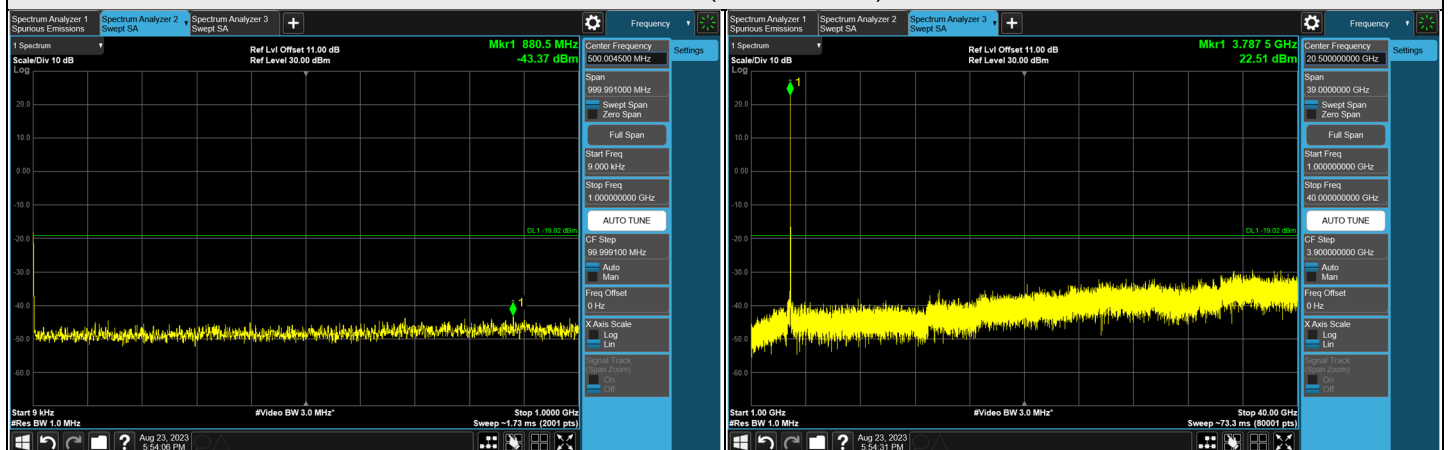 Spectrum Analyzer 1
Spurious Emissions
Spectrum Analyzer 2
Swept SA
Spectrum Analyzer 3
Swept SA
+
Frequency
1 Spectrum
Scale/Div 10 dB
Log
Ref Lvl Offset 11.00 dB
Ref Level 30.00 dBm
Mkr1 880.5 MHz
-43.37 dBm
20.0
10.0
0.00
-10.0
-20.0
-30.0
-40.0
-50.0
-60.0
DL1 -19.02 dBm
1
Start 9 kHz
#Res BW 1.0 MHz
#Video BW 3.0 MHz*
Stop 1.0000 GHz
Sweep ~1.73 ms (2001 pts)
Center Frequency
500.004500 MHz
Settings
Span
999.991000 MHz
Swept Span
Zero Span
Full Span
Start Freq
9.000 kHz
Stop Freq
1.000000000 GHz
AUTO TUNE
CF Step
99.999100 MHz
Auto
Man
Freq Offset
0 Hz
X Axis Scale
Log
Lin
Signal Track
(Span Zoom)
On
Off
?
Aug 23, 2023
5:54:06 PM
Spectrum Analyzer 1
Spurious Emissions
Spectrum Analyzer 2
Swept SA
Spectrum Analyzer 3
Swept SA
+
Frequency
1 Spectrum
Scale/Div 10 dB
Log
Ref Lvl Offset 11.00 dB
Ref Level 30.00 dBm
Mkr1 3.787 5 GHz
22.51 dBm
20.0
10.0
0.00
-10.0
-20.0
-30.0
-40.0
-50.0
-60.0
DL1 -19.02 dBm
1
Start 1.00 GHz
#Res BW 1.0 MHz
#Video BW 3.0 MHz*
Stop 40.00 GHz
Sweep ~73.3 ms (80001 pts)
Center Frequency
20.500000000 GHz
Settings
Span
39.0000000 GHz
Swept Span
Zero Span
Full Span
Start Freq
1.000000000 GHz
Stop Freq
40.000000000 GHz
AUTO TUNE
CF Step
3.900000000 GHz
Auto
Man
Freq Offset
0 Hz
X Axis Scale
Log
Lin
Signal Track
(Span Zoom)
On
Off
?
Aug 23, 2023
5:54:31 PM